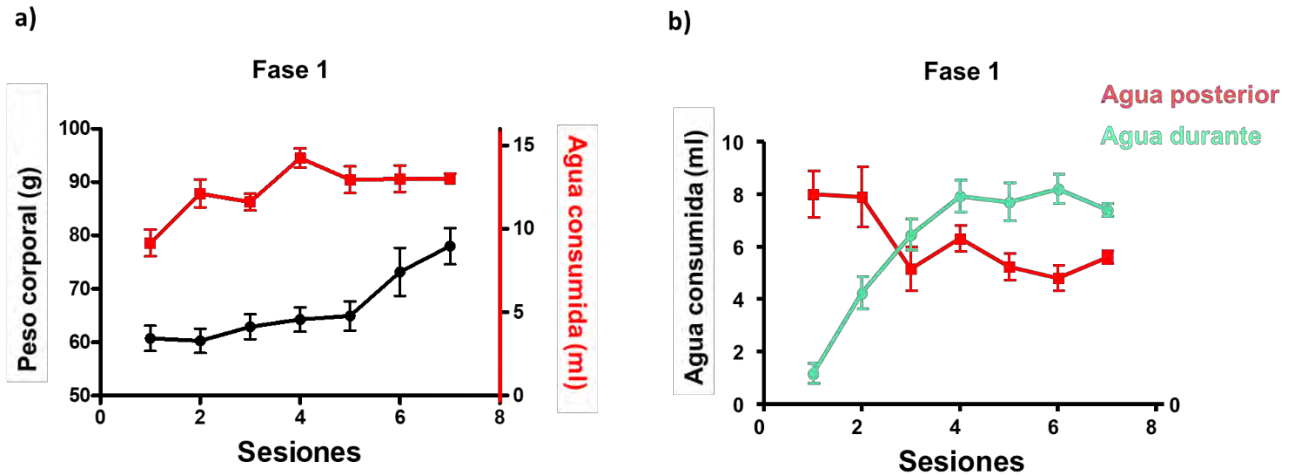 a)
Fase 1
Peso corporal (g)
100
90
80
70
60
50
0
2
4
6
8
Sesiones
15
10
5
0
Agua consumida (ml)
b)
Fase 1
Agua posterior
Agua durante
Agua consumida (ml)
10
8
6
4
2
0
0
2
4
6
8
0
Sesiones